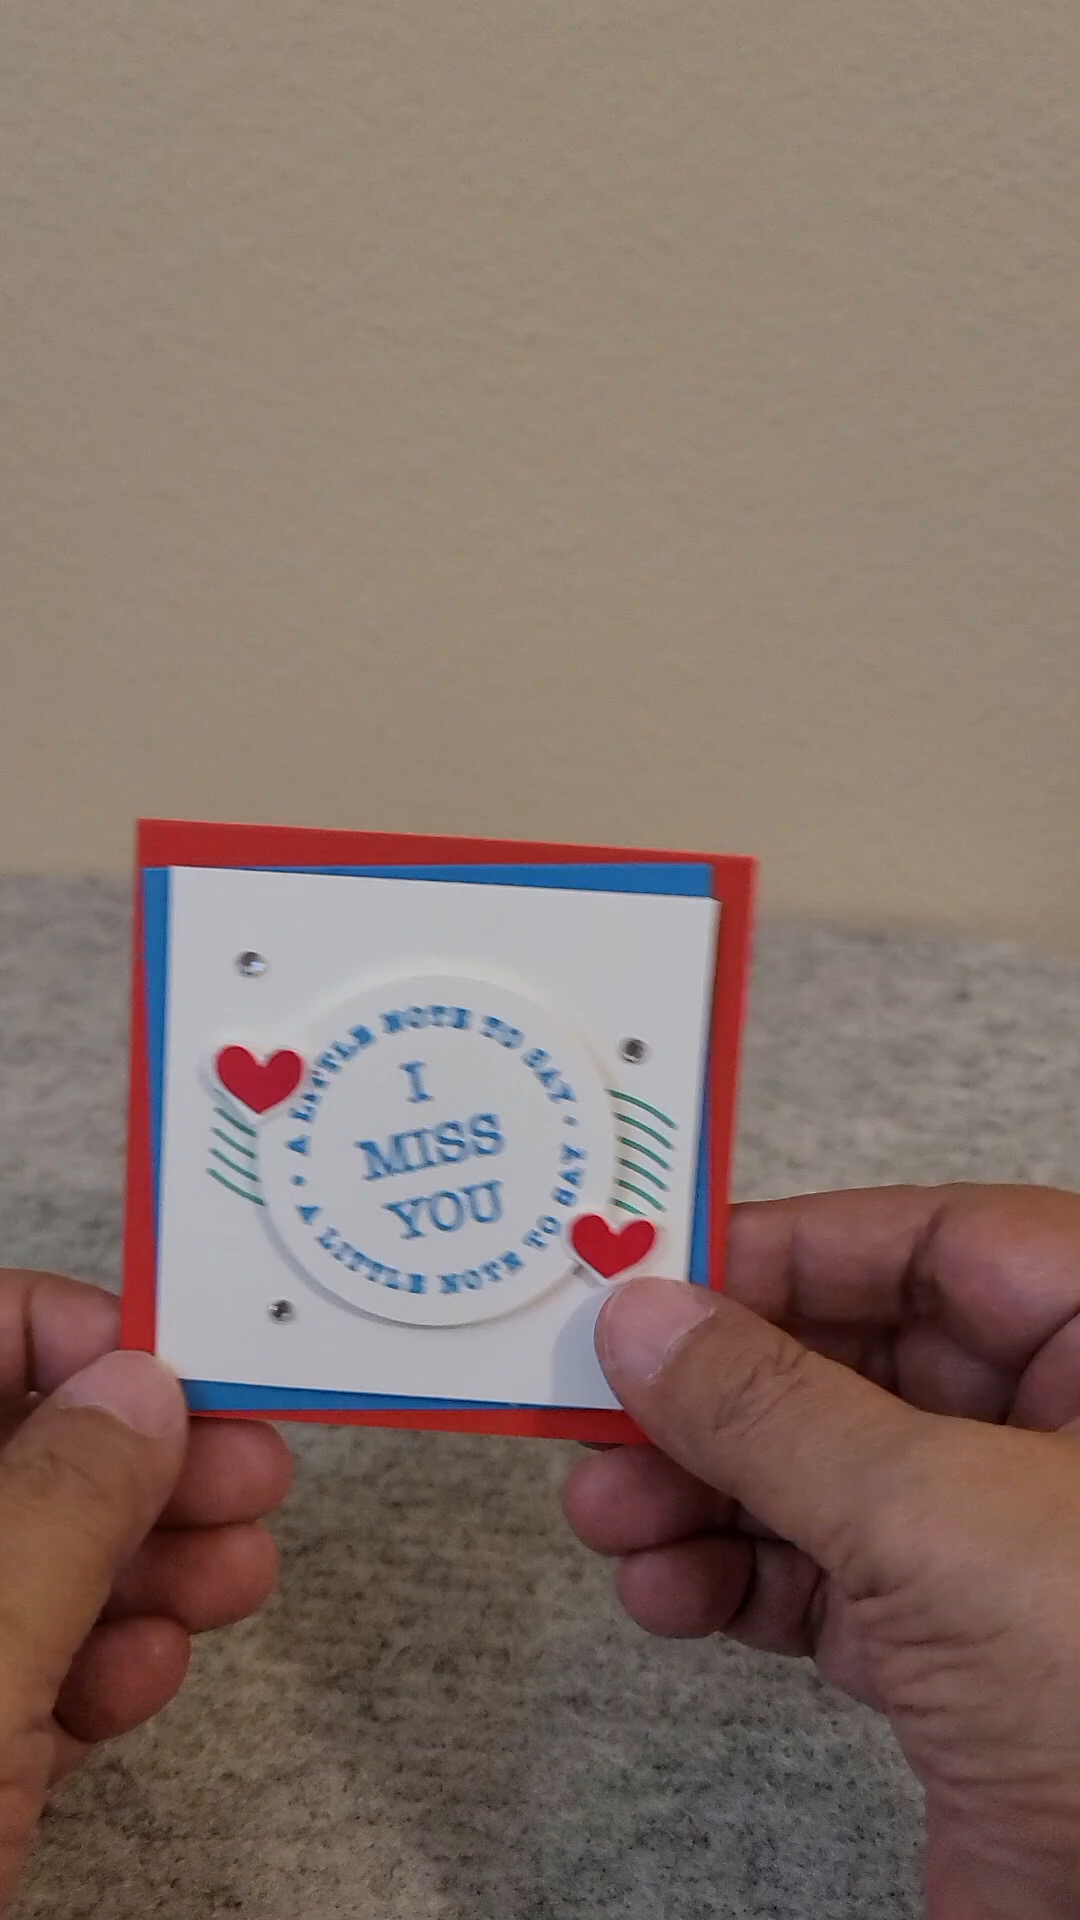 • A LITTLE NOTE TO SAY •
A LITTLE NOTE TO SAY
I
MISS
YOU